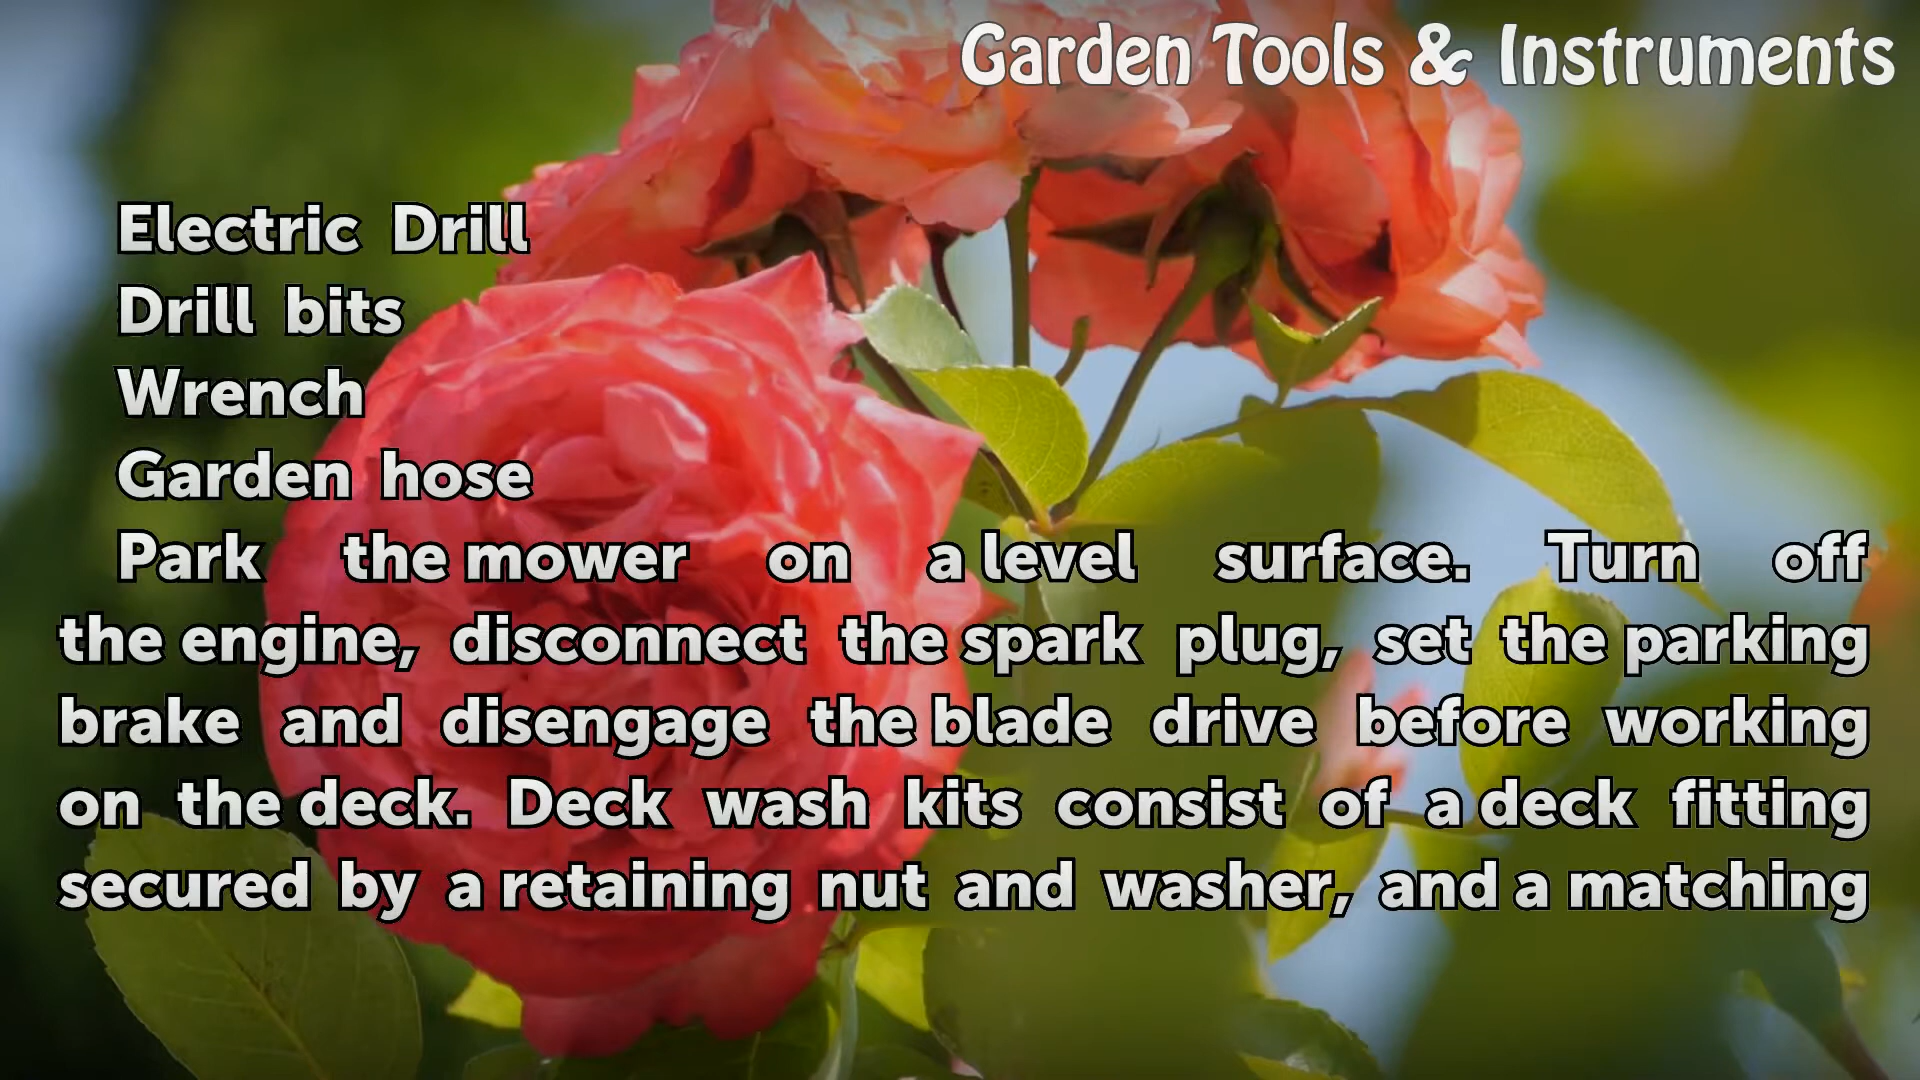 Garden Tools & Instruments
Electric Drill
Drill bits
Wrench
Garden hose
Park the mower on a level surface. Turn off
the engine, disconnect the spark plug, set the parking
brake and disengage the blade drive before working
on the deck. Deck wash kits consist of a deck fitting
secured by a retaining nut and washer, and a matching